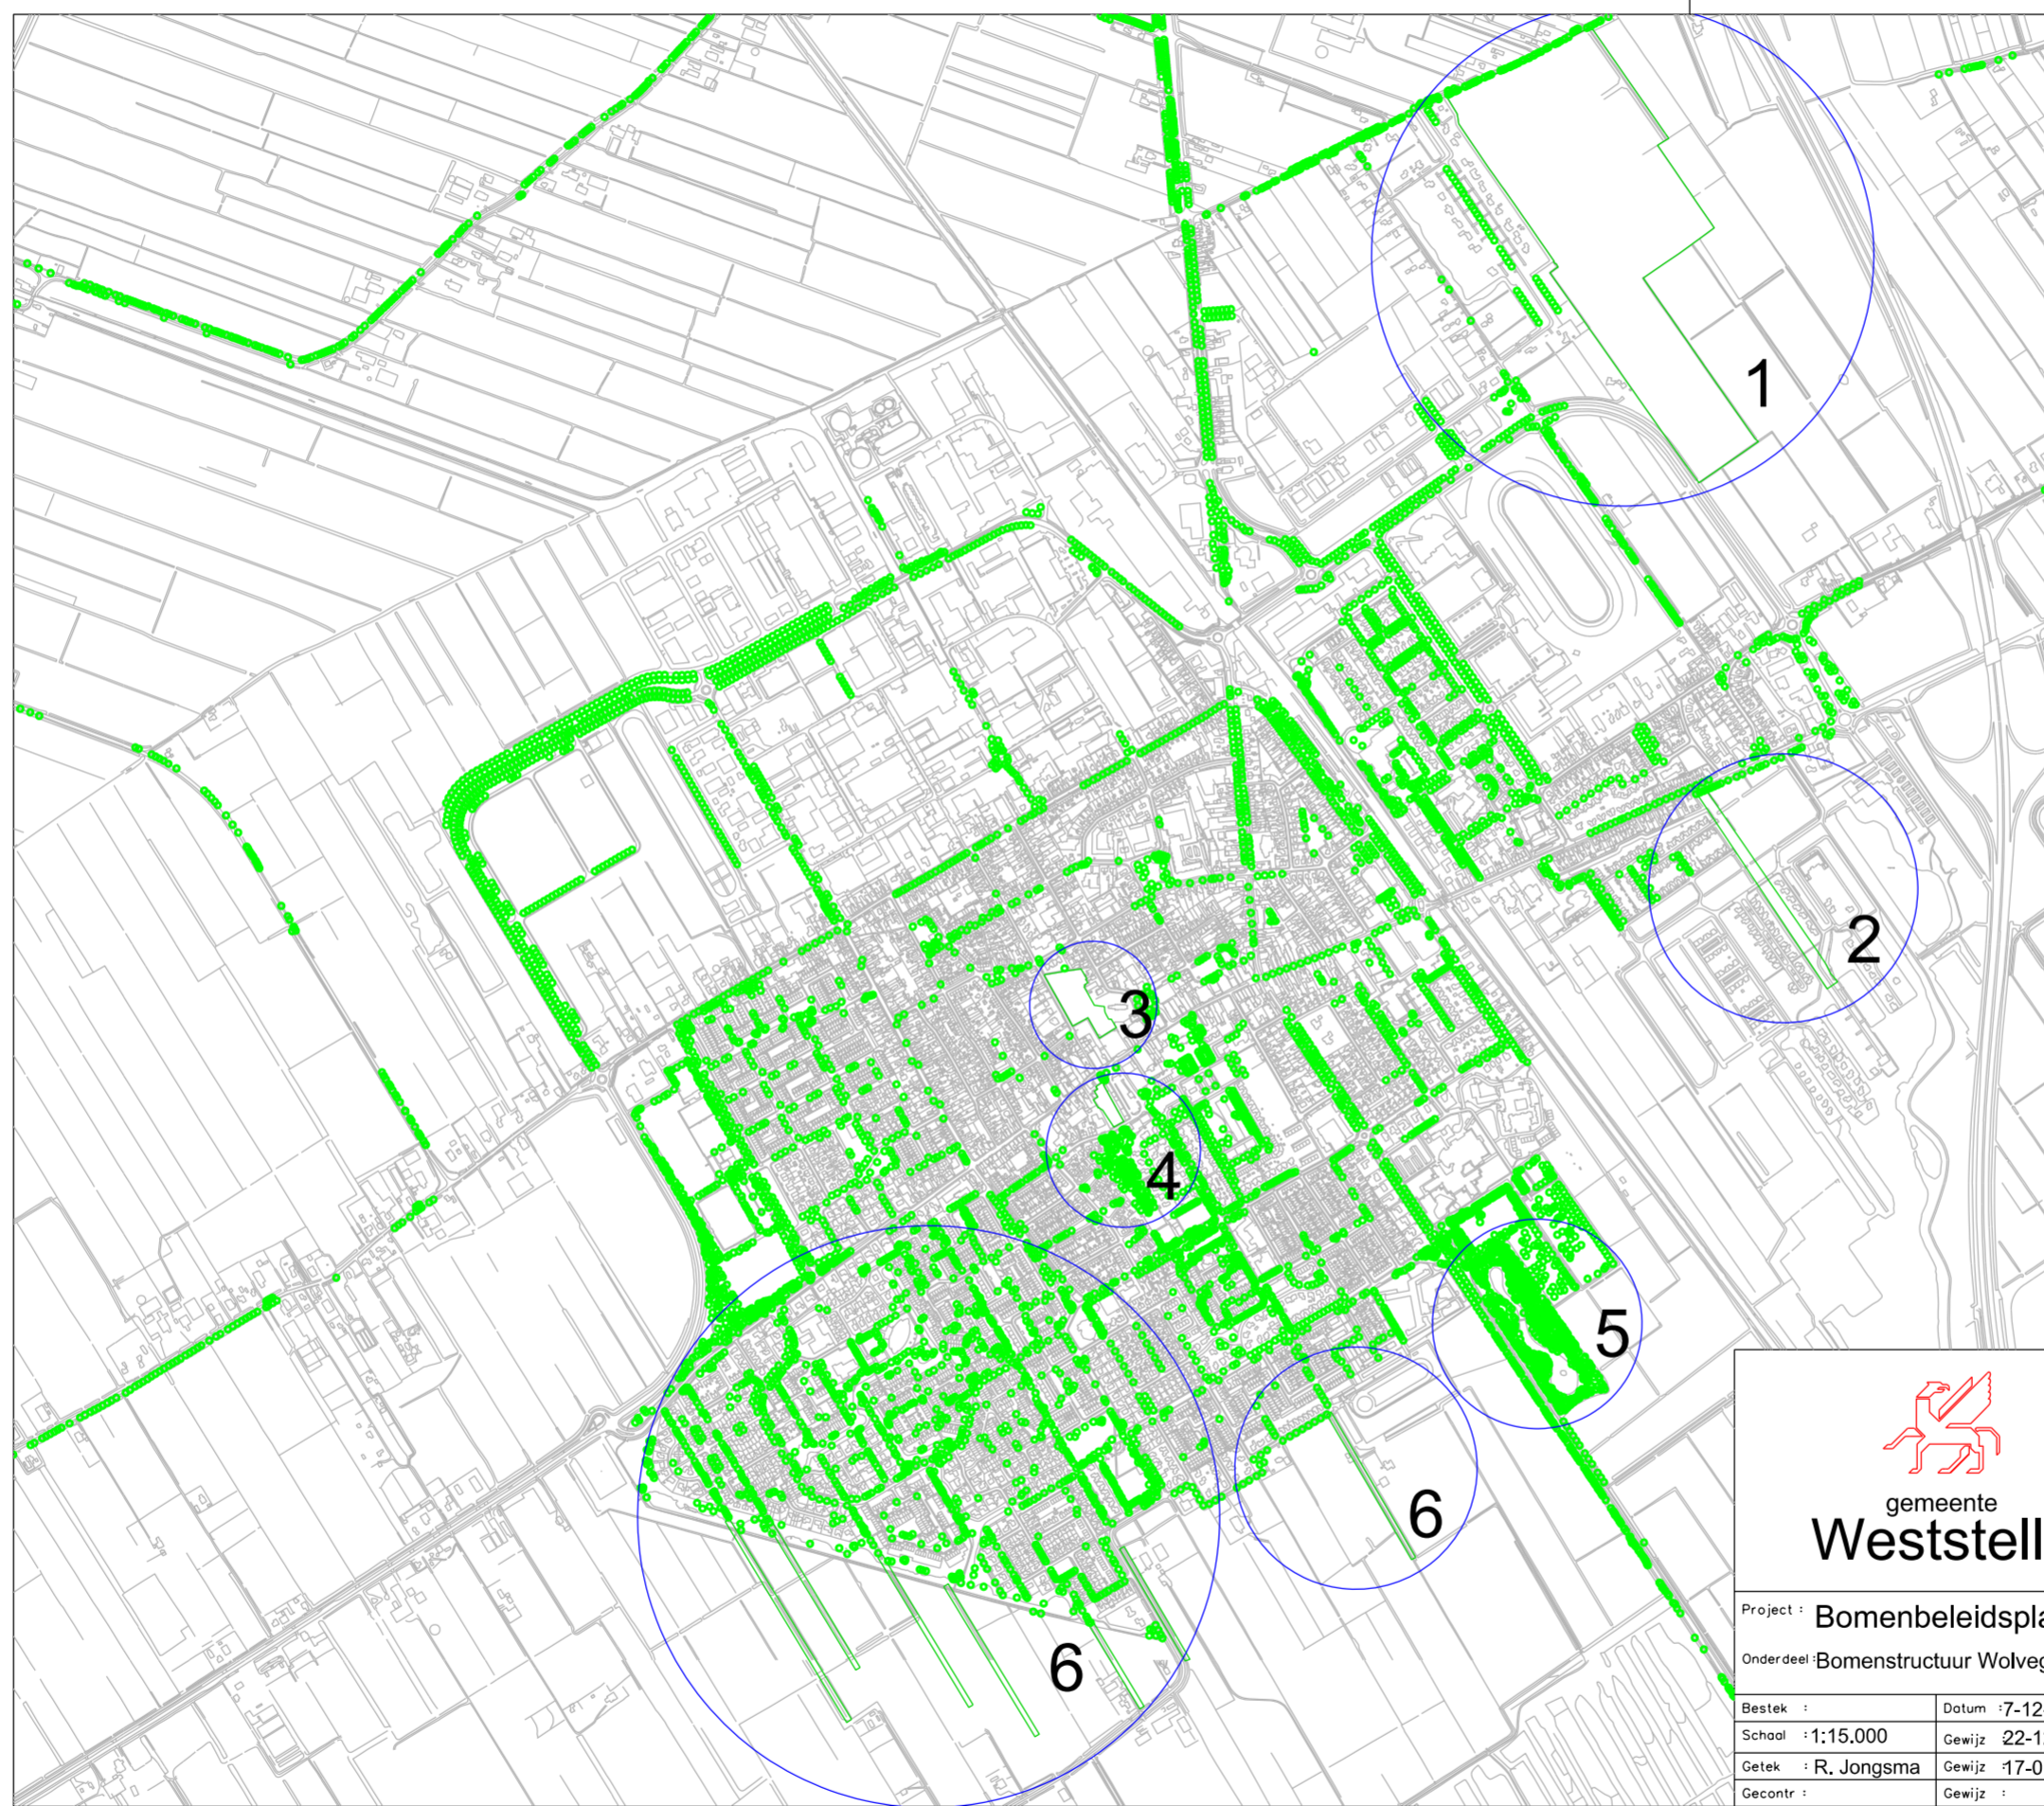 1
2
3
4
5
6
6
gemeente
Weststell
Project : Bomenbeleidspla
Onderdeel : Bomenstructuur Wolveg
Bestek : Datum : 7-12
Schaal : 1:15.000 Gewijz : 22-1
Getek : R. Jongsma Gewijz : 17-0
Gecontr : Gewijz :